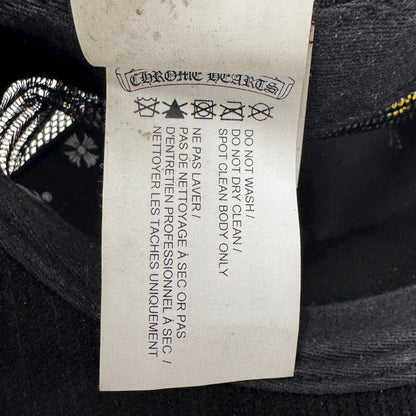 CHROME HEARTS
DO NOT WASH /
DO NOT DRY CLEAN /
SPOT CLEAN BODY ONLY
NE PAS LAVER /
PAS DE NETTOYAGE À SEC OR PAS
D'ENTRETIEN PROFESSIONNEL À SEC /
NETTOYER LES TACHES UNIQUEMENT